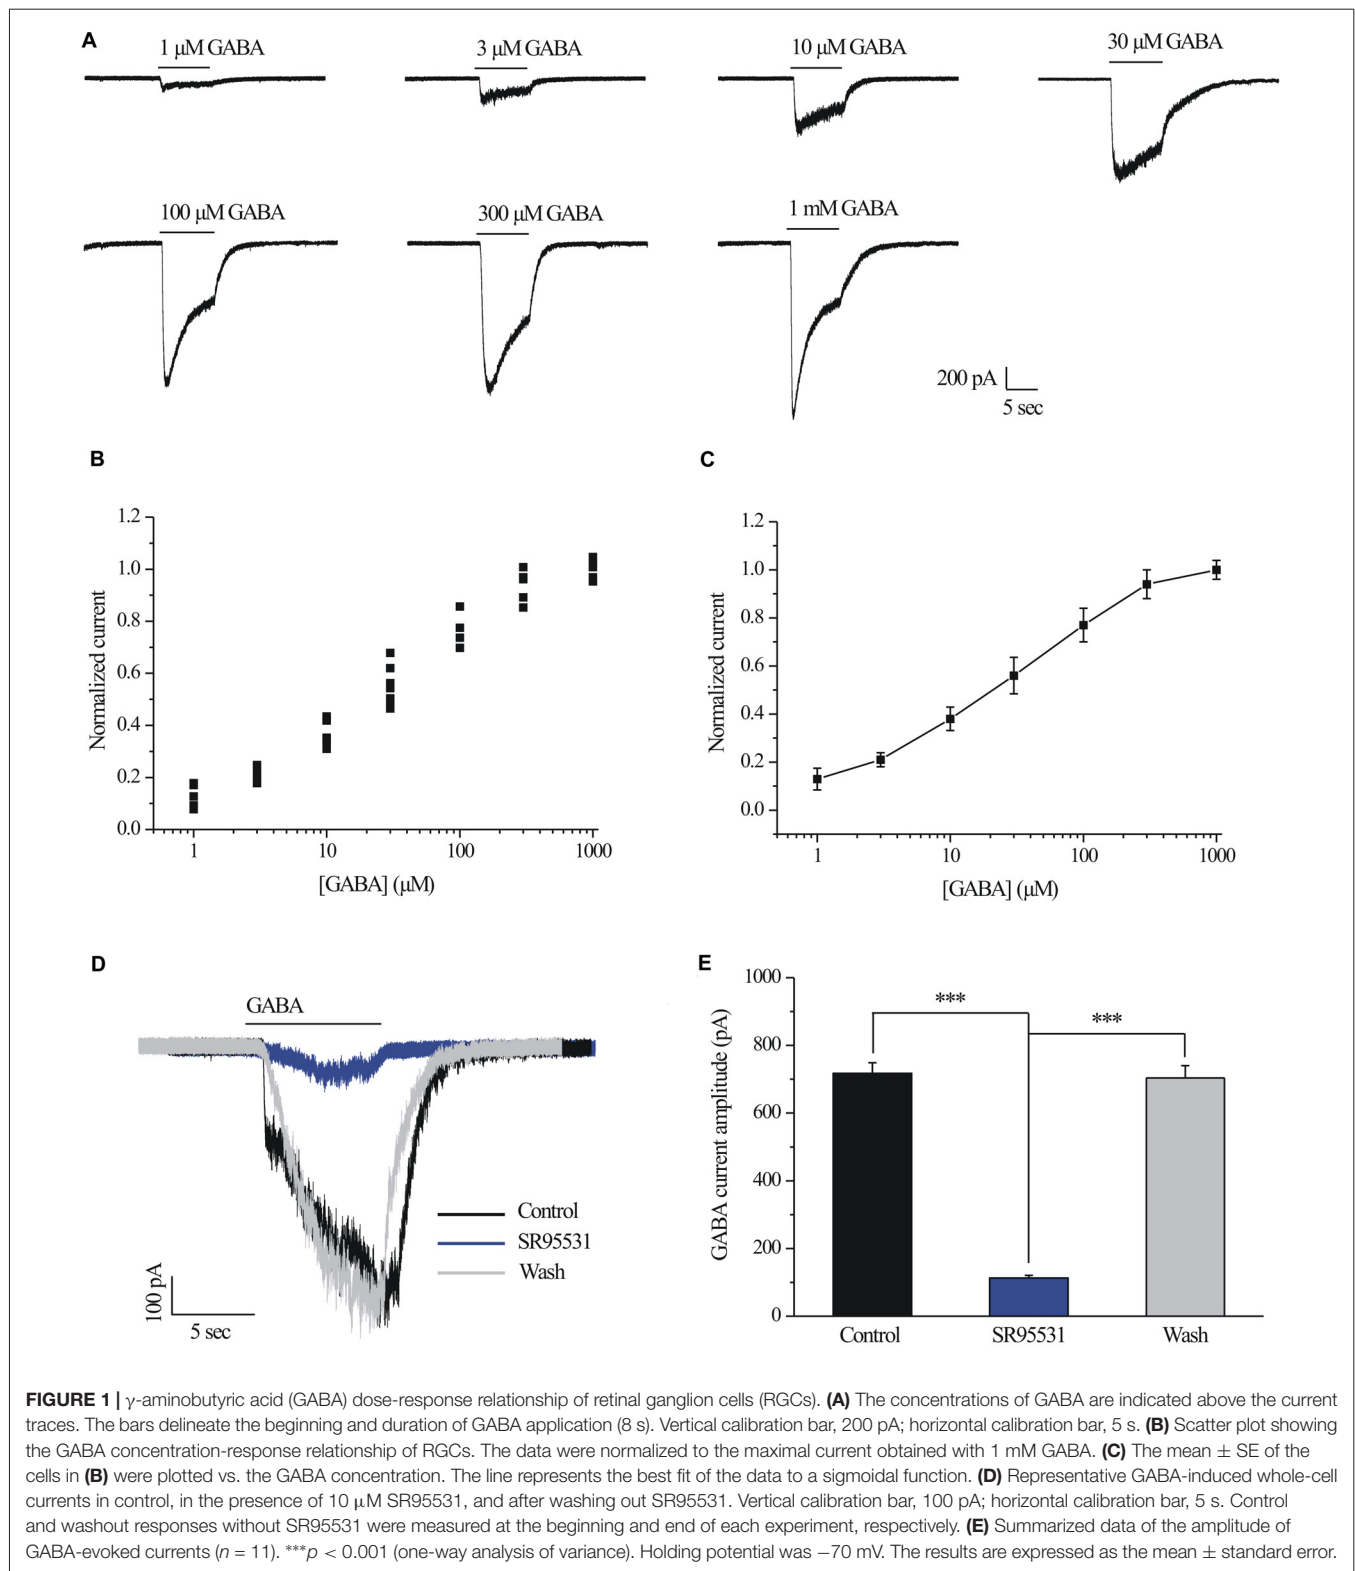 A
1 μM GABA
3 μM GABA
10 μM GABA
30 μM GABA
100 μM GABA
300 μM GABA
1 mM GABA
200 pA
5 sec
B
1.2
1.0
0.8
0.6
0.4
0.2
0.0
Normalized current
1 10 100 1000
[GABA] (μM)
C
1.2
1.0
0.8
0.6
0.4
0.2
0.0
Normalized current
1 10 100 1000
[GABA] (μM)
D
GABA
Control
SR95531
Wash
100 pA
5 sec
E
1000
800
600
400
200
0
GABA current amplitude (pA)
***
***
Control SR95531 Wash
FIGURE 1 | γ-aminobutyric acid (GABA) dose-response relationship of retinal ganglion cells (RGCs). (A) The concentrations of GABA are indicated above the current
traces. The bars delineate the beginning and duration of GABA application (8 s). Vertical calibration bar, 200 pA; horizontal calibration bar, 5 s. (B) Scatter plot showing
the GABA concentration-response relationship of RGCs. The data were normalized to the maximal current obtained with 1 mM GABA. (C) The mean ± SE of the
cells in (B) were plotted vs. the GABA concentration. The line represents the best fit of the data to a sigmoidal function. (D) Representative GABA-induced whole-cell
currents in control, in the presence of 10 μM SR95531, and after washing out SR95531. Vertical calibration bar, 100 pA; horizontal calibration bar, 5 s. Control
and washout responses without SR95531 were measured at the beginning and end of each experiment, respectively. (E) Summarized data of the amplitude of
GABA-evoked currents (n = 11). ***p < 0.001 (one-way analysis of variance). Holding potential was −70 mV. The results are expressed as the mean ± standard error.